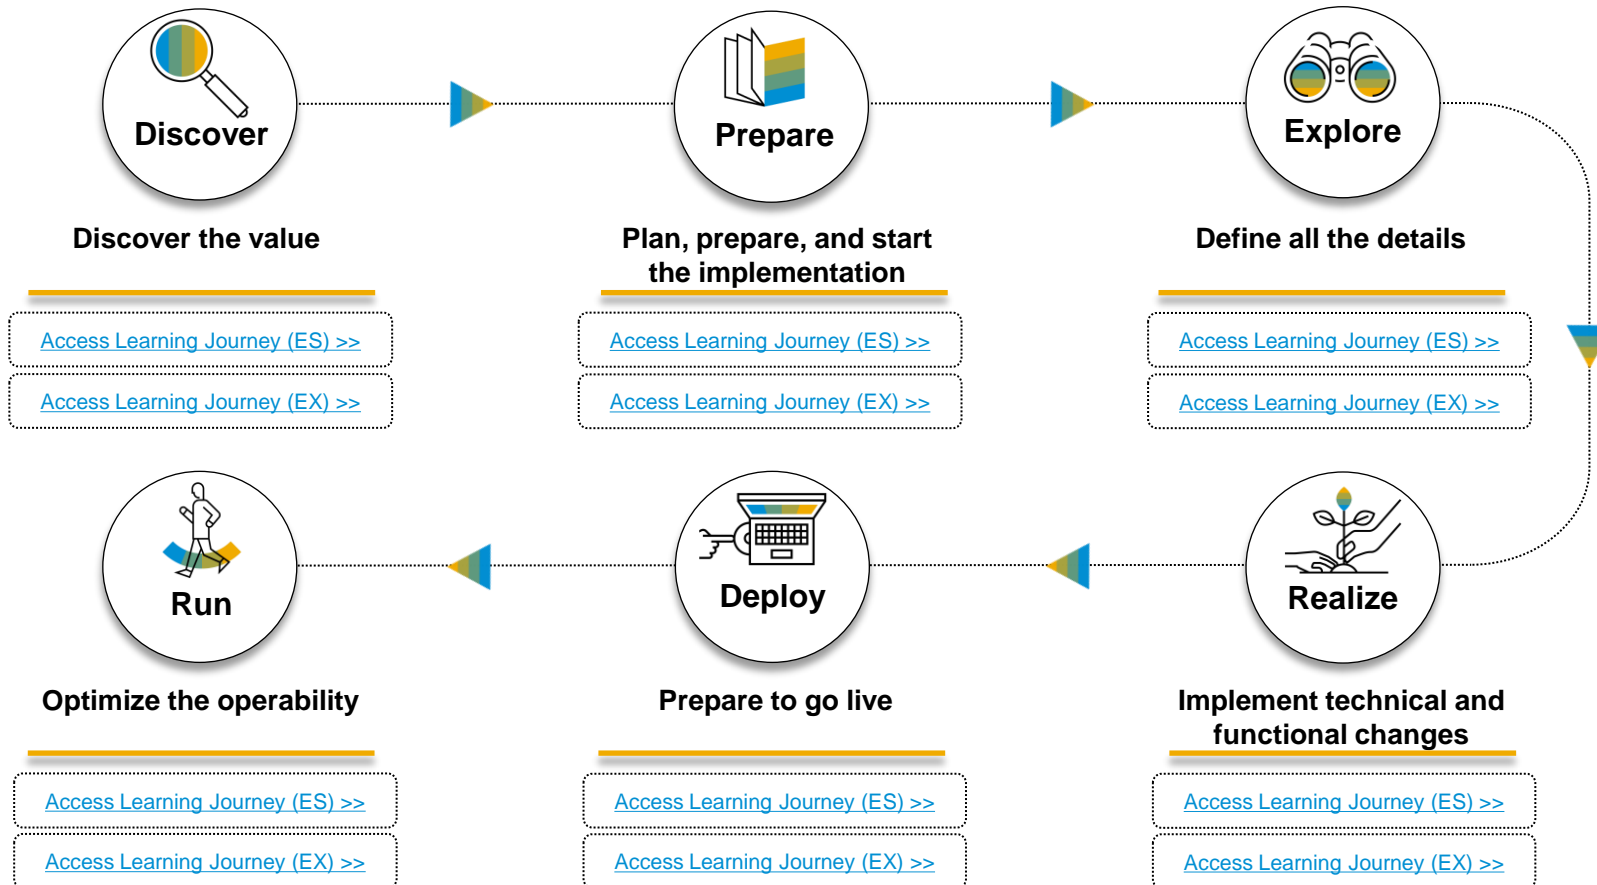 Discover
Prepare
Explore
Discover the value
Plan, prepare, and start
the implementation
Define all the details
Access Learning Journey (ES) >>
Access Learning Journey (ES) >>
Access Learning Journey (ES) >>
Access Learning Journey (EX) >>
Access Learning Journey (EX) >>
Access Learning Journey (EX) >>
Run
Deploy
Realize
Optimize the operability
Prepare to go live
Implement technical and
functional changes
Access Learning Journey (ES) >>
Access Learning Journey (ES) >>
Access Learning Journey (ES) >>
Access Learning Journey (EX) >>
Access Learning Journey (EX) >>
Access Learning Journey (EX) >>